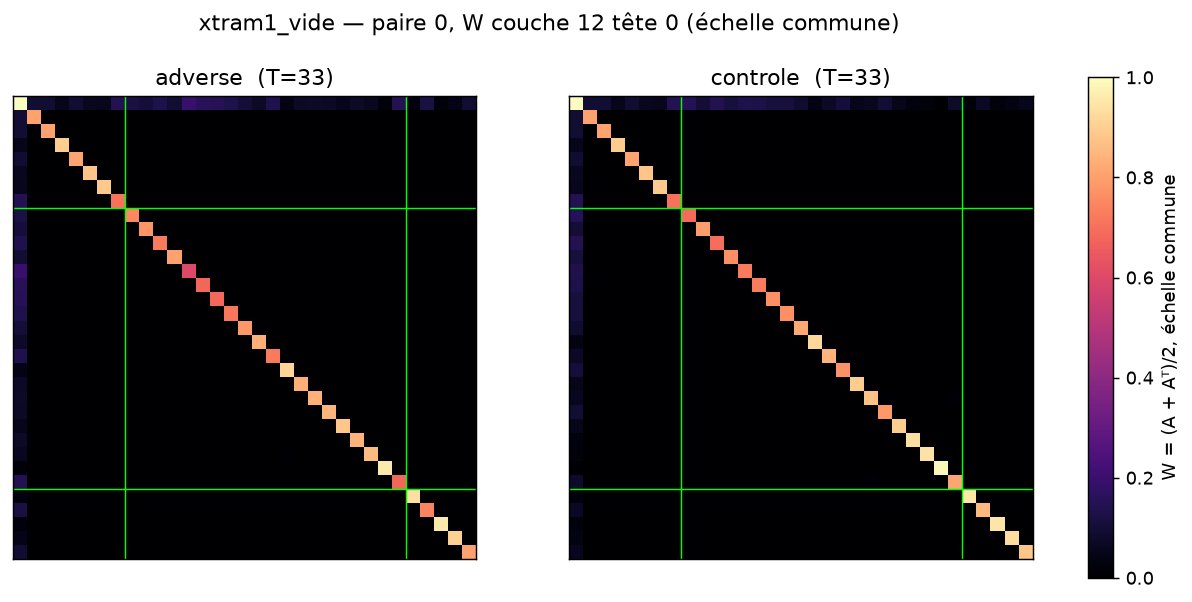 xtram1_vide — paire 0, W couche 12 tête 0 (échelle commune)
adverse  (T=33)
controle  (T=33)
1.0
0.8
0.6
0.4
0.2
0.0
W = (A + Aᵀ)/2, échelle commune